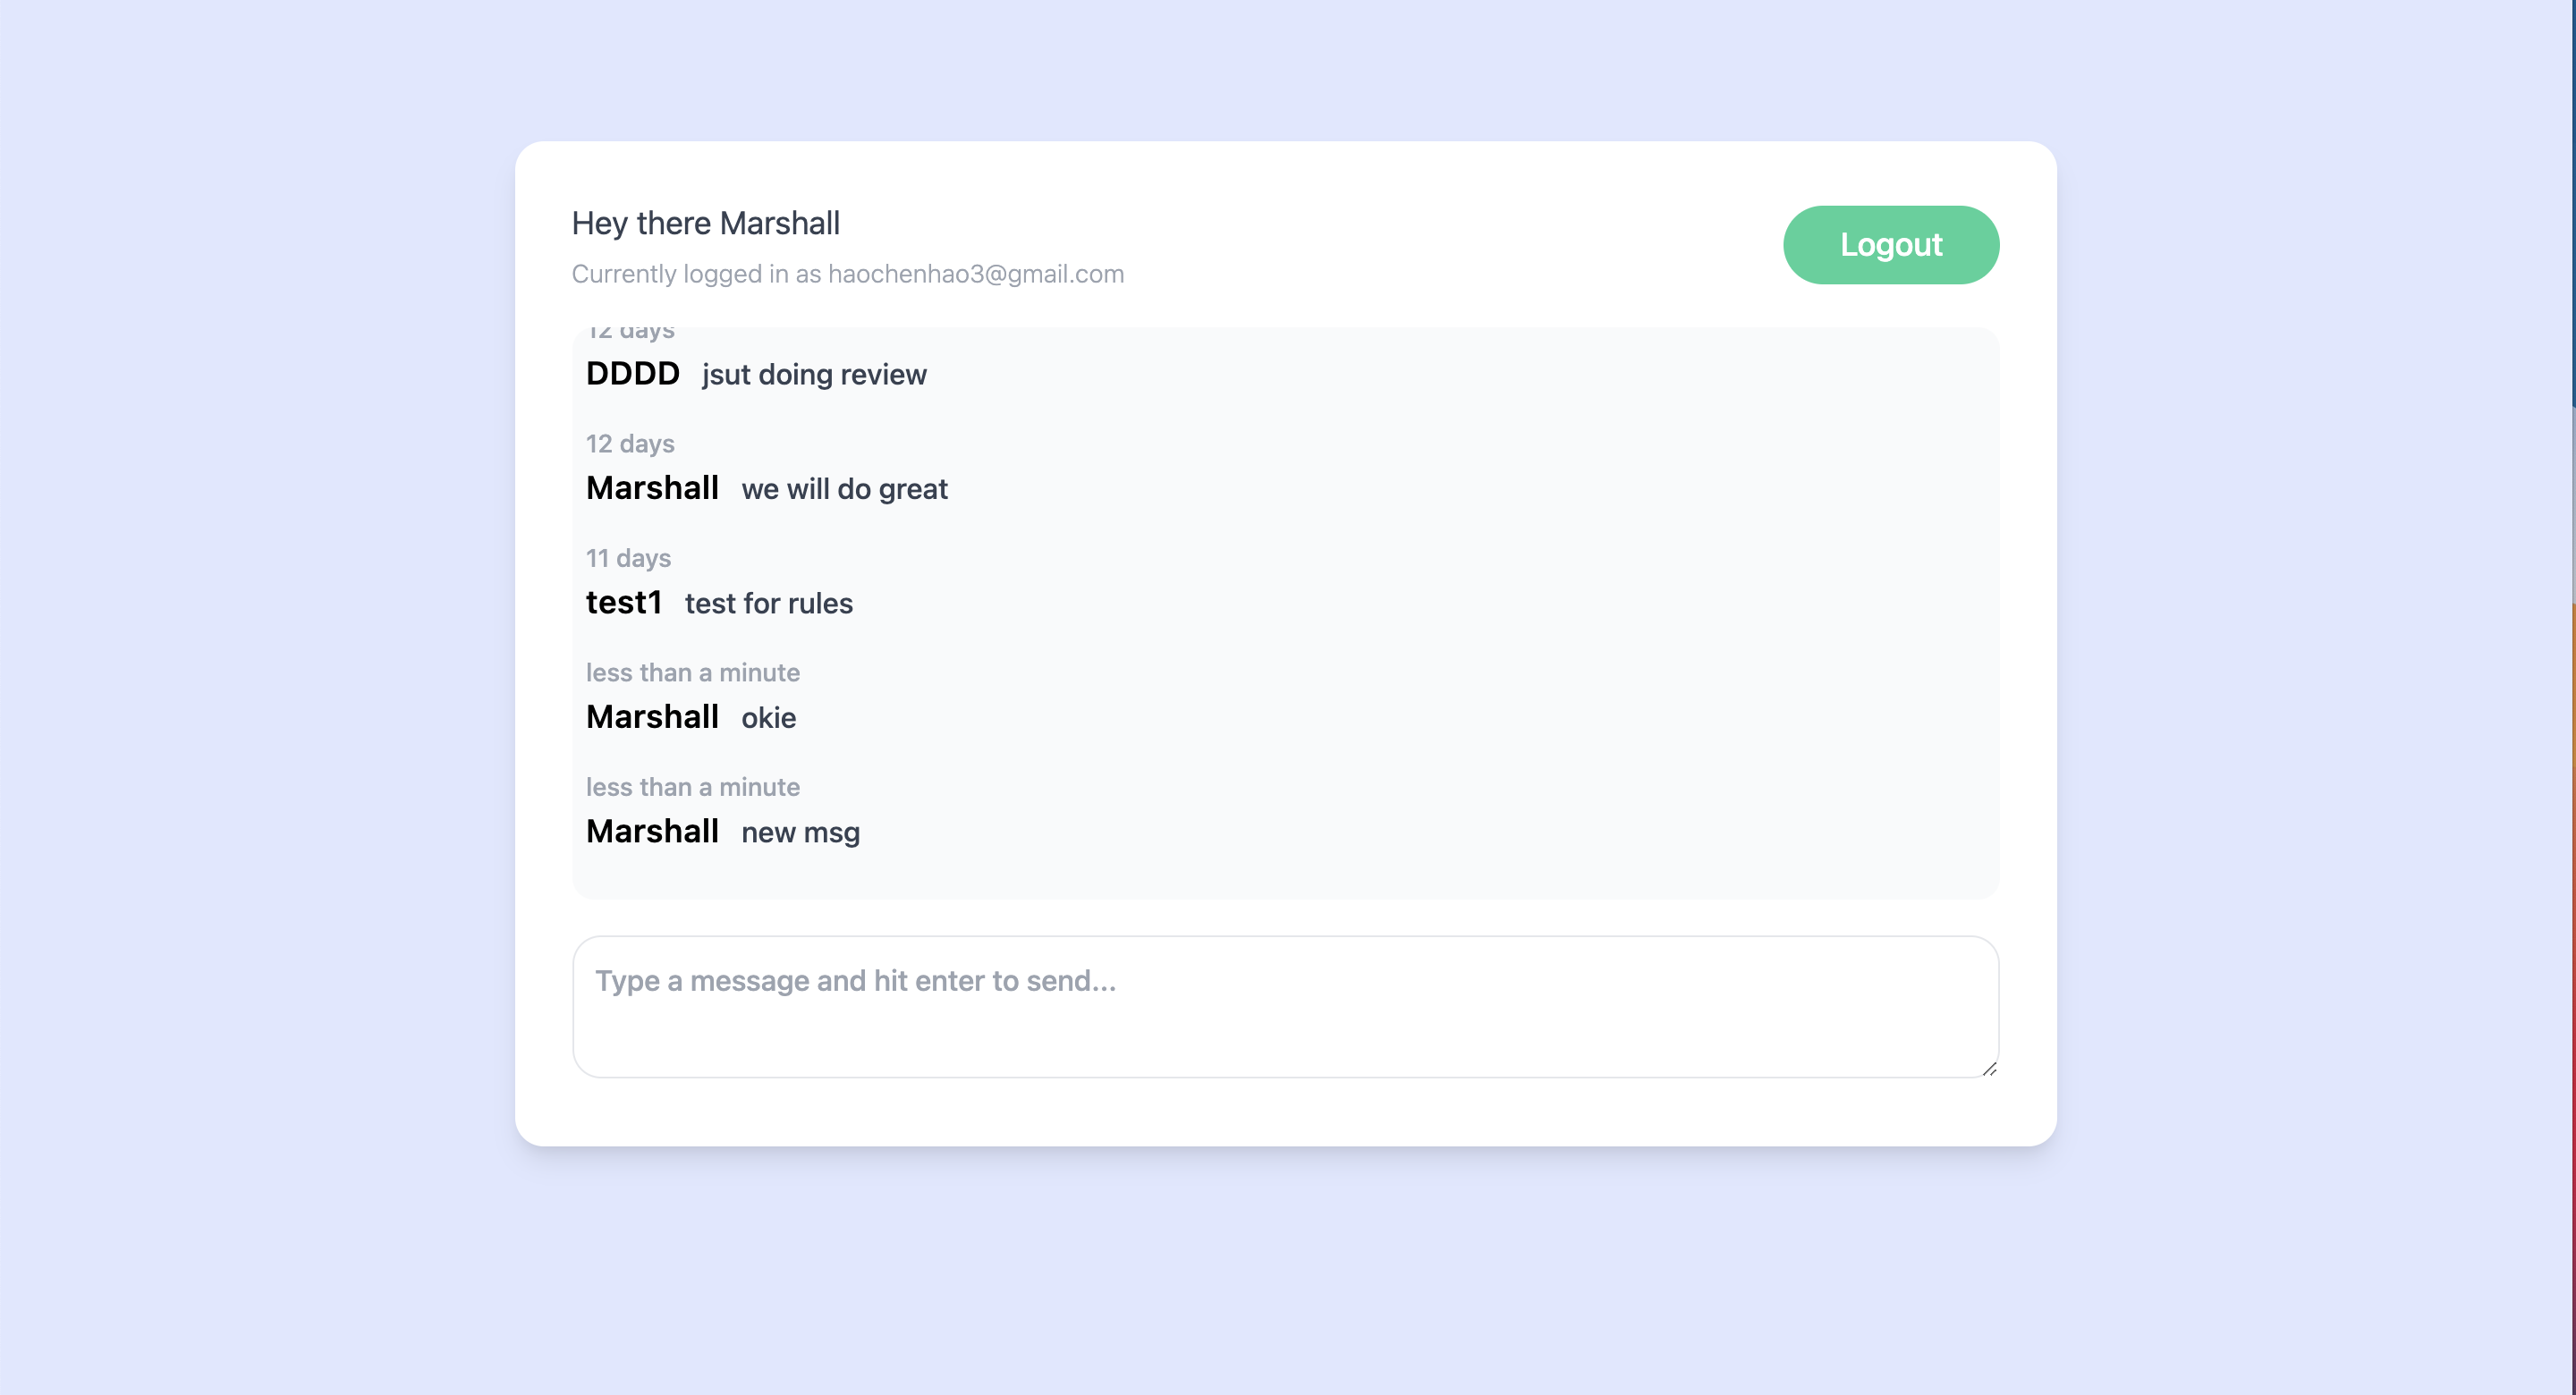 Hey there Marshall
Logout
Currently logged in as haochenhao3@gmail.com
12 days
DDDD jsut doing review
12 days
Marshall we will do great
11 days
test1 test for rules
less than a minute
Marshall okie
less than a minute
Marshall new msg
Type a message and hit enter to send...